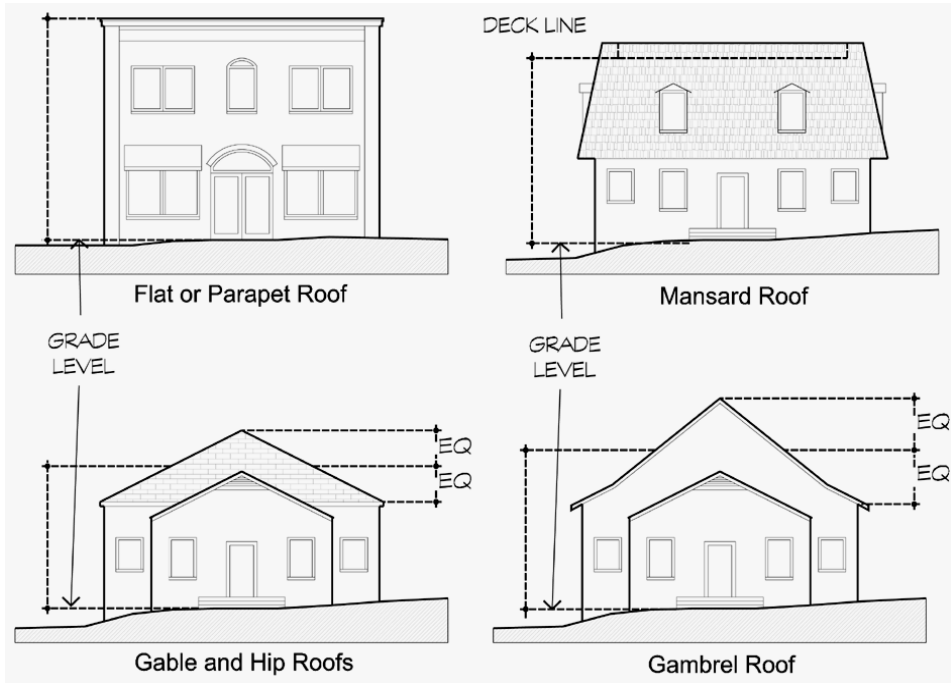 DECK LINE
Flat or Parapet Roof
Mansard Roof
GRADE
LEVEL
GRADE
LEVEL
EQ
EQ
EQ
EQ
Gable and Hip Roofs
Gambrel Roof